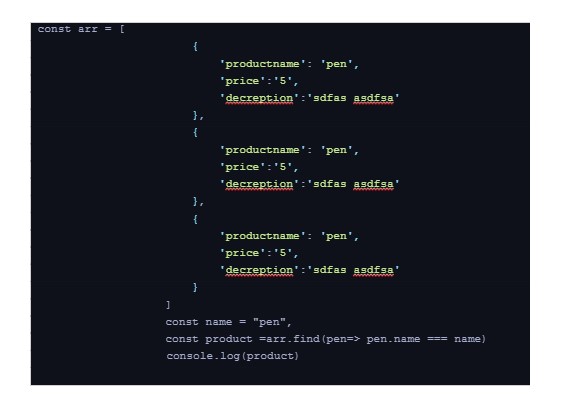 const arr = [
{
'productname': 'pen',
'price':'5',
'decreption':'sdfas asdfsa'
},
{
'productname': 'pen',
'price':'5',
'decreption':'sdfas asdfsa'
},
{
'productname': 'pen',
'price':'5',
'decreption':'sdfas asdfsa'
}
]
const name = "pen",
const product =arr.find(pen=> pen.name === name)
console.log(product)